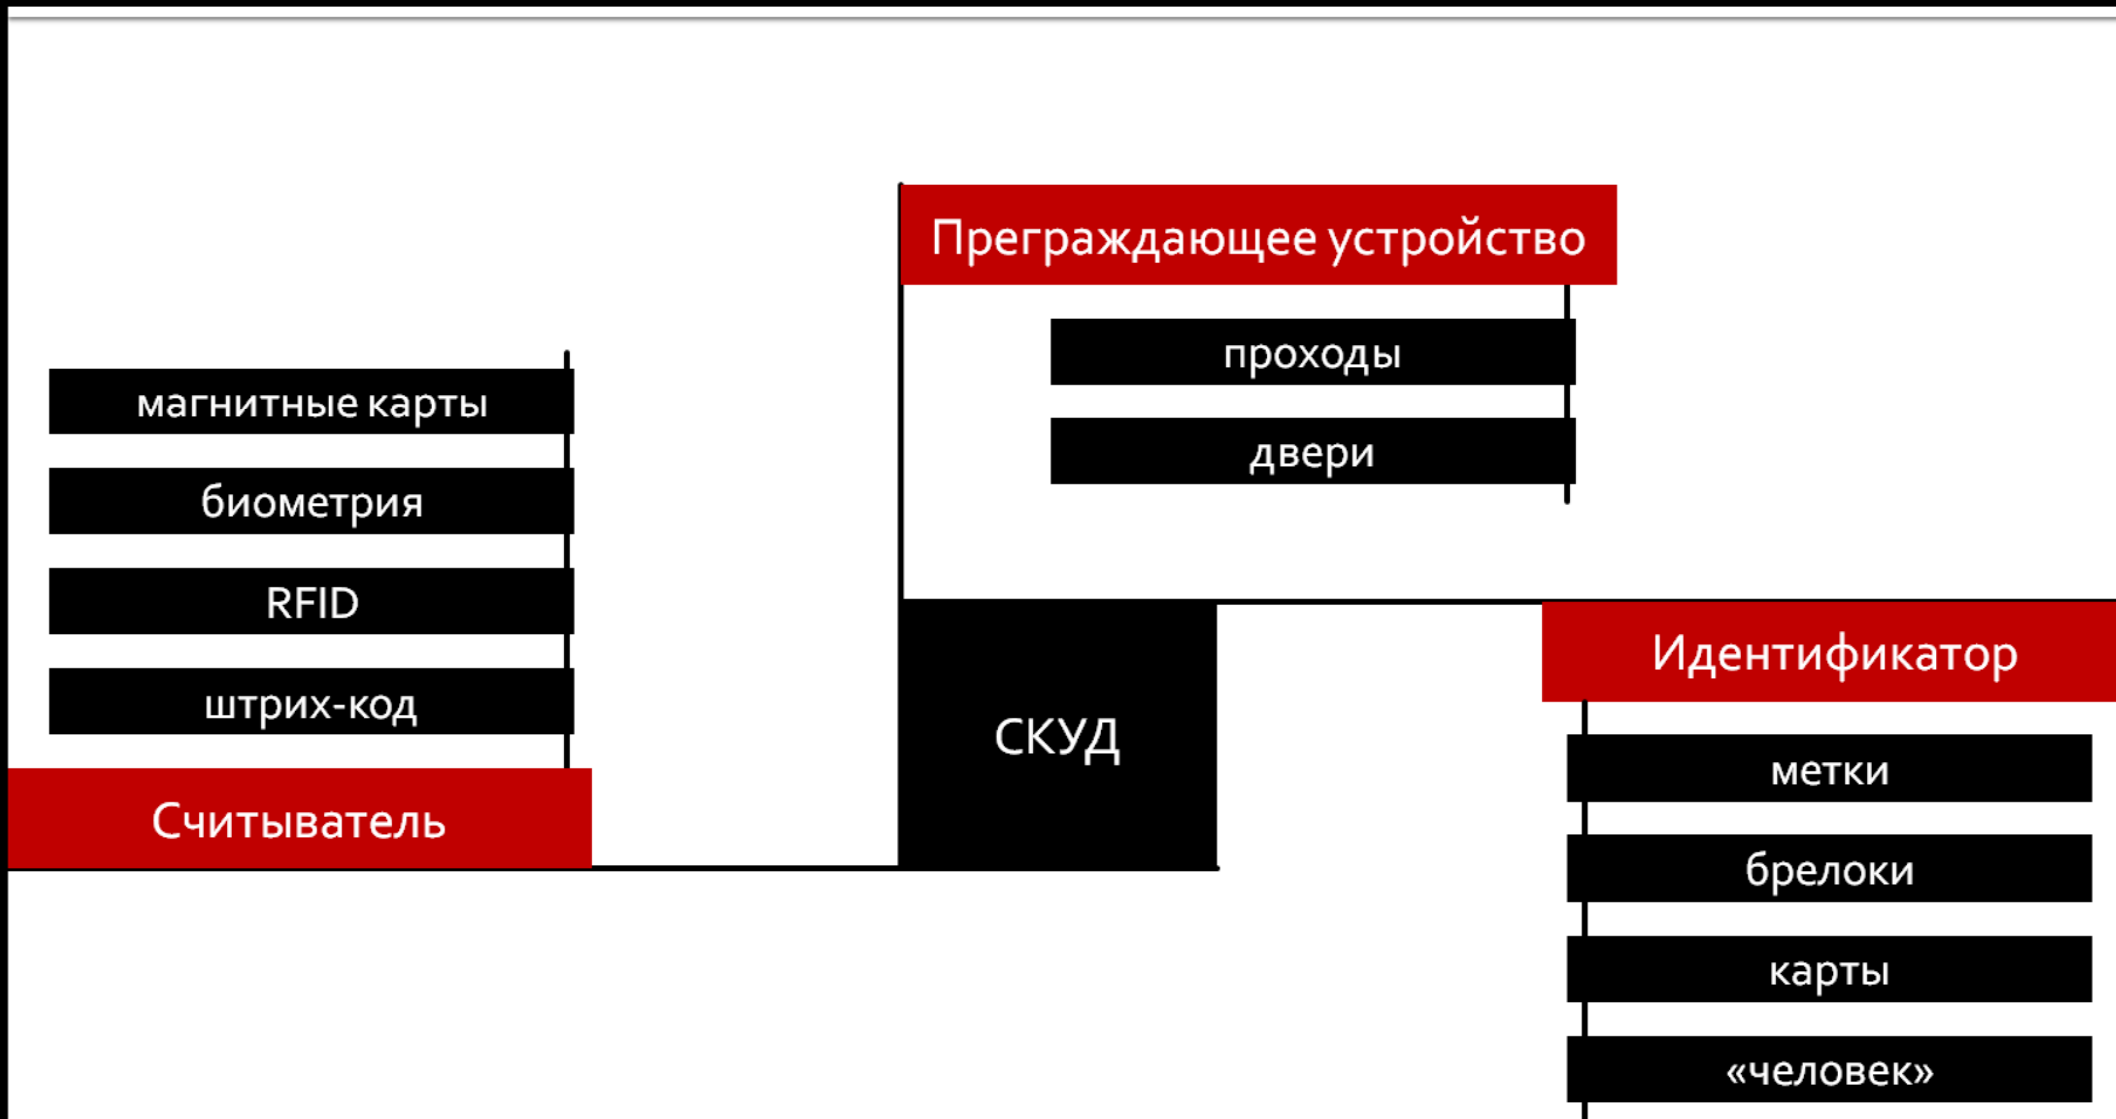 Преграждающее устройство
проходы
двери
магнитные карты
биометрия
RFID
штрих-код
Считыватель
СКУД
Идентификатор
метки
брелоки
карты
«человек»